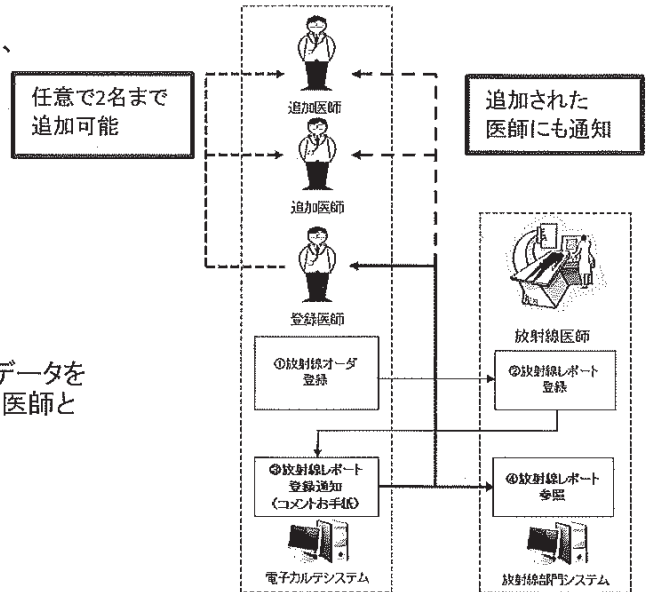 、
任意で2名まで
追加可能
追加医師
追加された
医師にも通知
追加医師
登録医師
放射線医師
データを
医師と
①放射線オーダ
登録
②放射線レポート
登録
③放射線レポート
登録通知
(コメントお手紙)
④放射線レポート
参照
電子カルテシステム
放射線部門システム